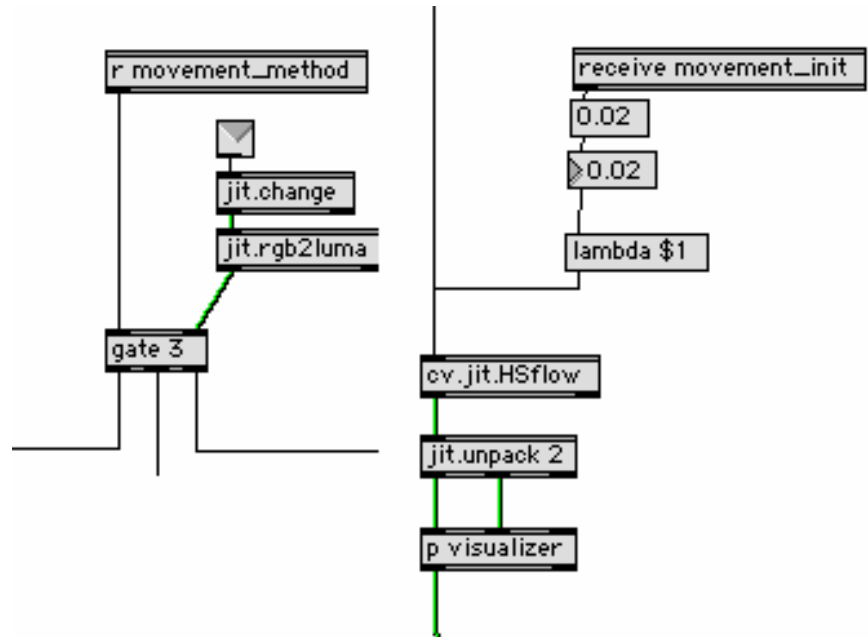 r movement_method
jit.change
jit.rgb2luma
gate 3
receive movement_init
0.02
0.02
lambda $1
cv.jit.HSflow
jit.unpack 2
p visualizer